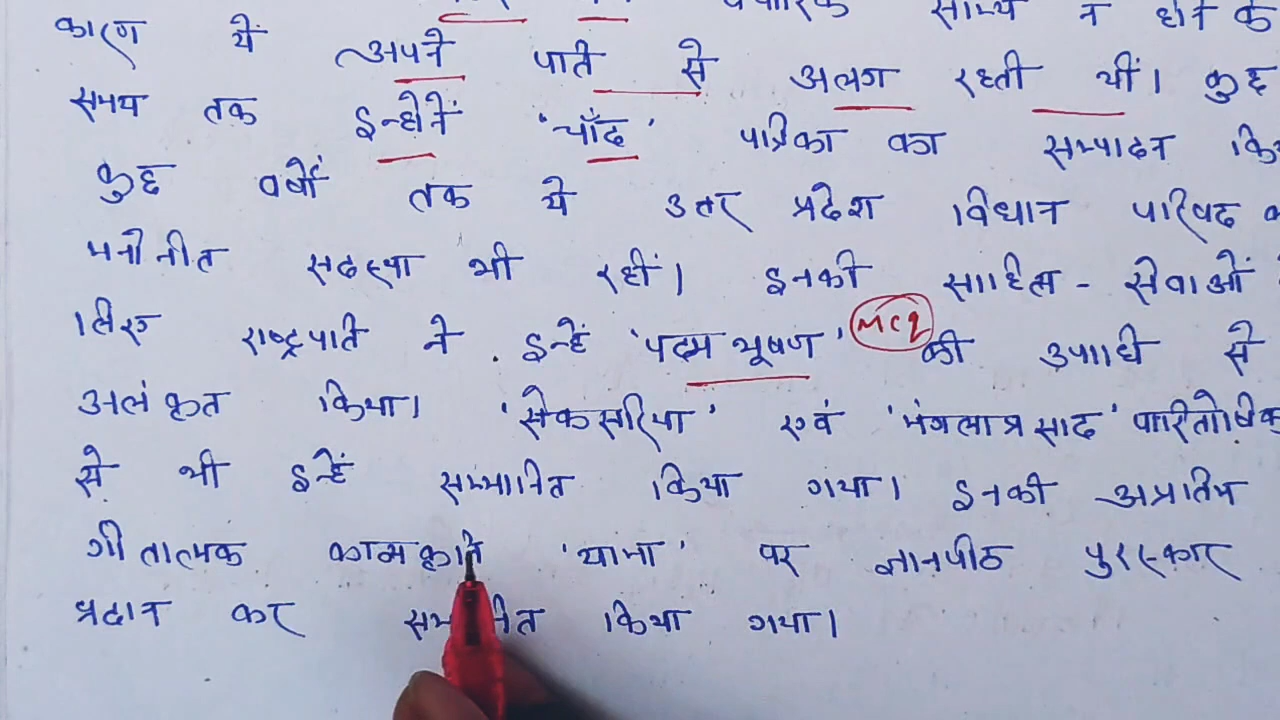 वैचारिक साम्य न होने के
कारण ये अपने पति से अलग रहती थीं। कुछ
समय तक इन्होनें 'चाँद' पत्रिका का सम्पादन
कुछ वर्षों तक ये उत्तर प्रदेश विधान परिषद
मनोनीत सदस्या भी रहीं। इनकी साहित्य - सेवाओं
लिए राष्ट्रपति ने इन्हें 'पद्म भूषण' MCQ की उपाधि से
अलंकृत किया। 'सेकसरिया' एवं 'मंगलाप्रसाद' पारितोषिक
से भी इन्हें सम्मानित किया गया। इनकी अप्रतिम
गीतात्मक काव्यकृति 'यामा' पर ज्ञानपीठ पुरस्कार
प्रदान कर किया गया।